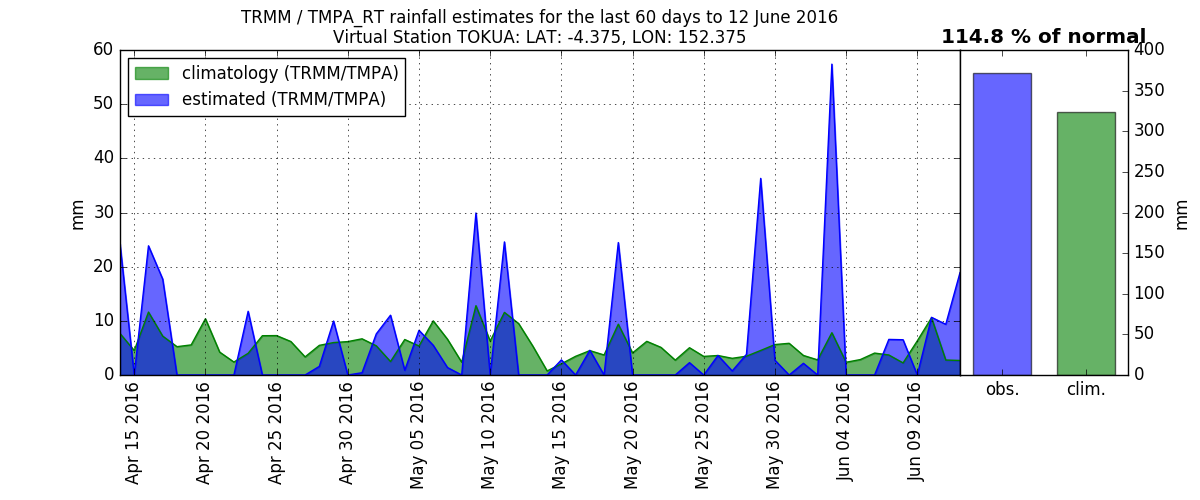 TRMM / TMPA_RT rainfall estimates for the last 60 days to 12 June 2016
Virtual Station TOKUA: LAT: -4.375, LON: 152.375
114.8 % of normal
climatology (TRMM/TMPA)
estimated (TRMM/TMPA)
60
50
40
30
20
10
0
mm
Apr 15 2016
Apr 20 2016
Apr 25 2016
Apr 30 2016
May 05 2016
May 10 2016
May 15 2016
May 20 2016
May 25 2016
May 30 2016
Jun 04 2016
Jun 09 2016
obs.
clim.
400
350
300
250
200
150
100
50
0
mm